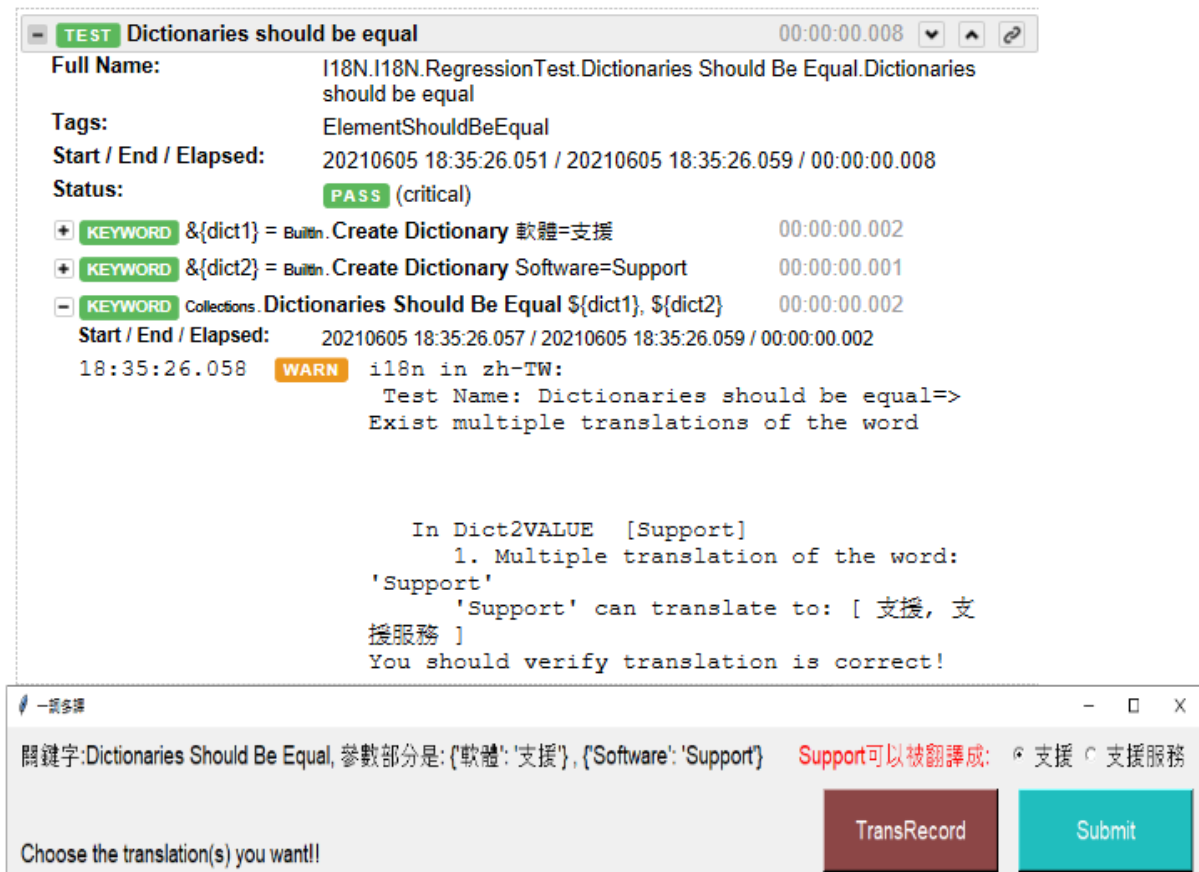 TEST Dictionaries should be equal 00:00:00.008
Full Name: I18N.I18N.RegressionTest.Dictionaries Should Be Equal.Dictionaries
should be equal
Tags: ElementShouldBeEqual
Start / End / Elapsed: 20210605 18:35:26.051 / 20210605 18:35:26.059 / 00:00:00.008
Status: PASS (critical)
KEYWORD &{dict1} = BuiltIn.Create Dictionary 軟體=支援 00:00:00.002
KEYWORD &{dict2} = BuiltIn.Create Dictionary Software=Support 00:00:00.001
KEYWORD Collections.Dictionaries Should Be Equal ${dict1}, ${dict2} 00:00:00.002
Start / End / Elapsed: 20210605 18:35:26.057 / 20210605 18:35:26.059 / 00:00:00.002
18:35:26.058 WARN i18n in zh-TW:
Test Name: Dictionaries should be equal=>
Exist multiple translations of the word
In Dict2VALUE [Support]
1. Multiple translation of the word:
'Support'
'Support' can translate to: [ 支援, 支
援服務 ]
You should verify translation is correct!
一詞多譯
關鍵字:Dictionaries Should Be Equal, 參數部分是: {'軟體': '支援'} , {'Software': 'Support'} Support可以被翻譯成: 支援 支援服務
TransRecord Submit
Choose the translation(s) you want!!